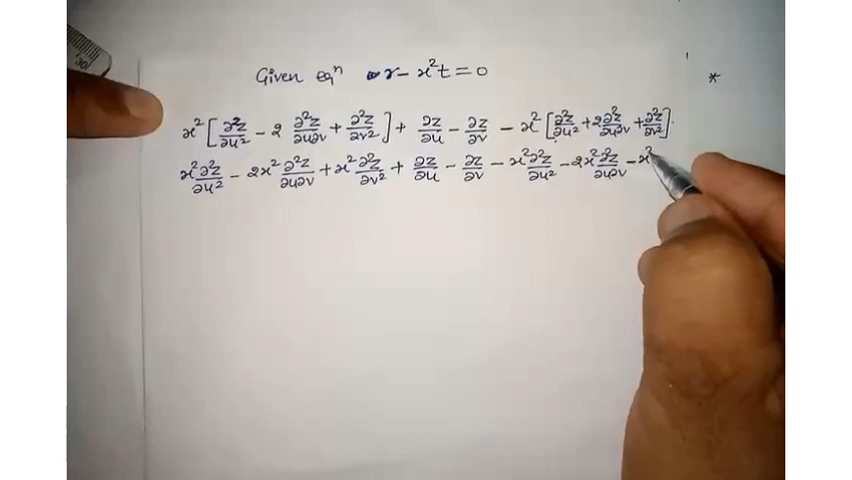 Given eqⁿ r - x²t = 0
*
x² [∂²z/∂u² - 2 ∂²z/∂u∂v + ∂²z/∂v²] + ∂z/∂u - ∂z/∂v - x² [∂²z/∂u² + 2∂²z/∂u∂v + ∂²z/∂v²]
x²∂²z/∂u² - 2x² ∂²z/∂u∂v + x² ∂²z/∂v² + ∂z/∂u - ∂z/∂v - x²∂²z/∂u² - 2x²∂²z/∂u∂v - x²